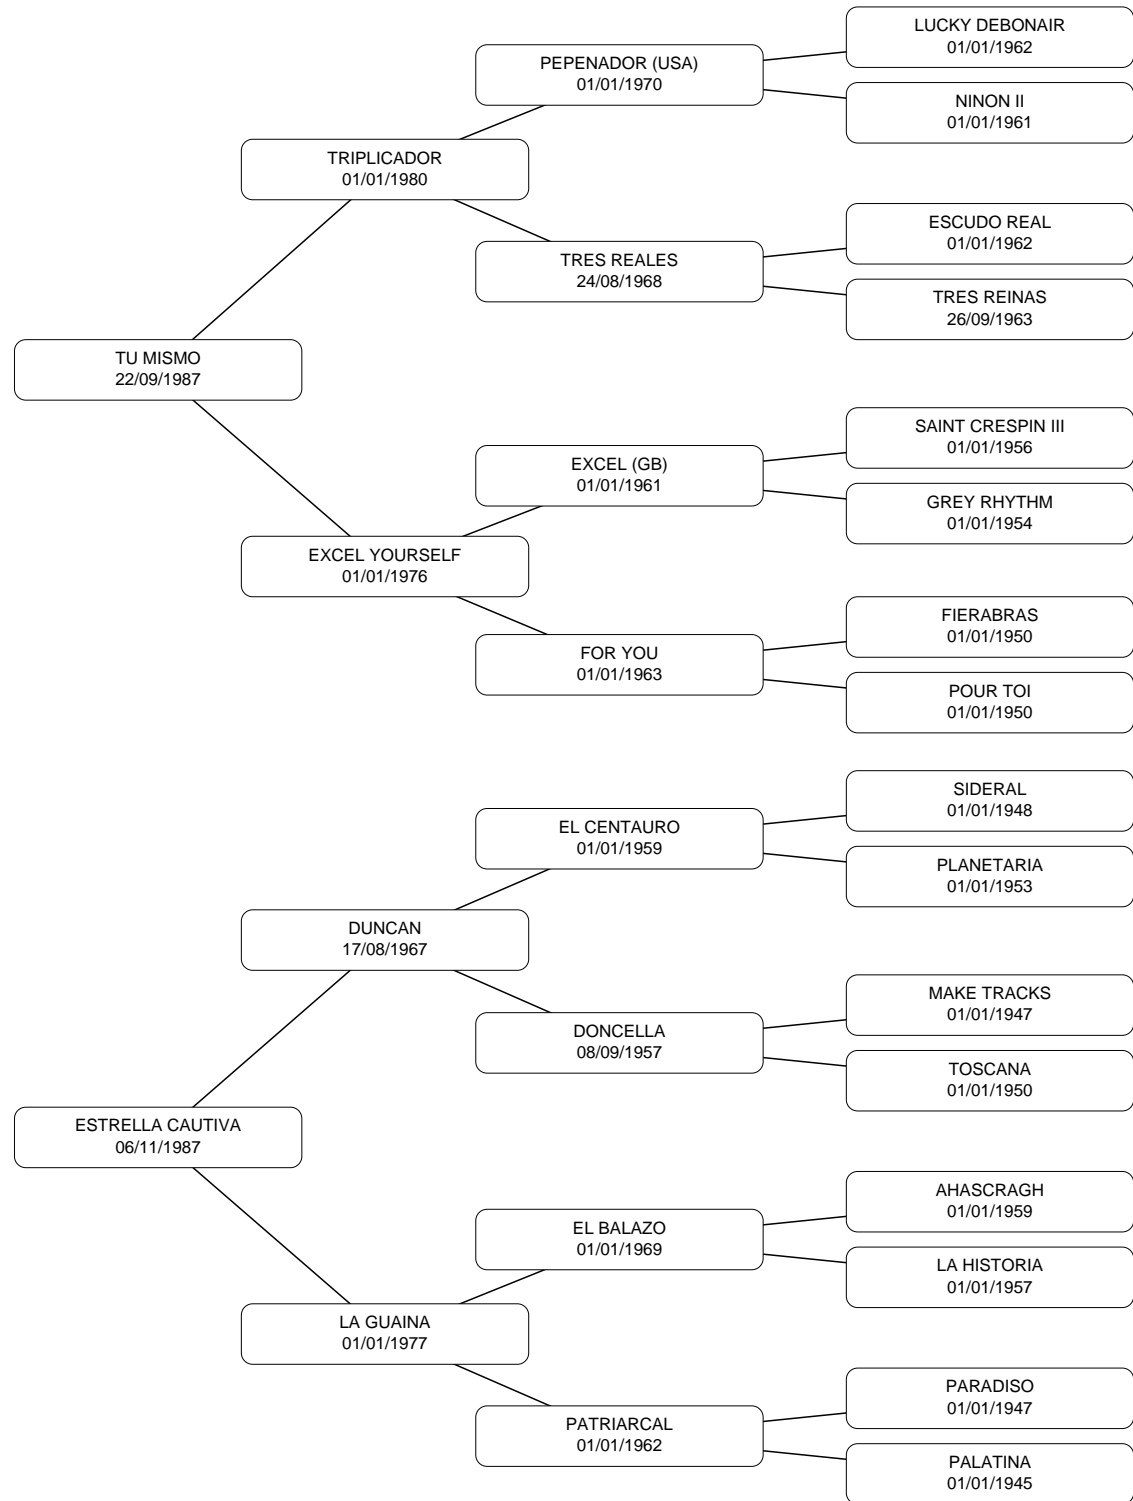 LUCKY DEBONAIR
01/01/1962
PEPENADOR (USA)
01/01/1970
NINON II
01/01/1961
TRIPLICADOR
01/01/1980
ESCUDO REAL
01/01/1962
TRES REALES
24/08/1968
TRES REINAS
26/09/1963
TU MISMO
22/09/1987
SAINT CRESPIN III
01/01/1956
EXCEL (GB)
01/01/1961
GREY RHYTHM
01/01/1954
EXCEL YOURSELF
01/01/1976
FIERABRAS
01/01/1950
FOR YOU
01/01/1963
POUR TOI
01/01/1950
SIDERAL
01/01/1948
EL CENTAURO
01/01/1959
PLANETARIA
01/01/1953
DUNCAN
17/08/1967
MAKE TRACKS
01/01/1947
DONCELLA
08/09/1957
TOSCANA
01/01/1950
ESTRELLA CAUTIVA
06/11/1987
AHASCRAGH
01/01/1959
EL BALAZO
01/01/1969
LA HISTORIA
01/01/1957
LA GUAINA
01/01/1977
PARADISO
01/01/1947
PATRIARCAL
01/01/1962
PALATINA
01/01/1945